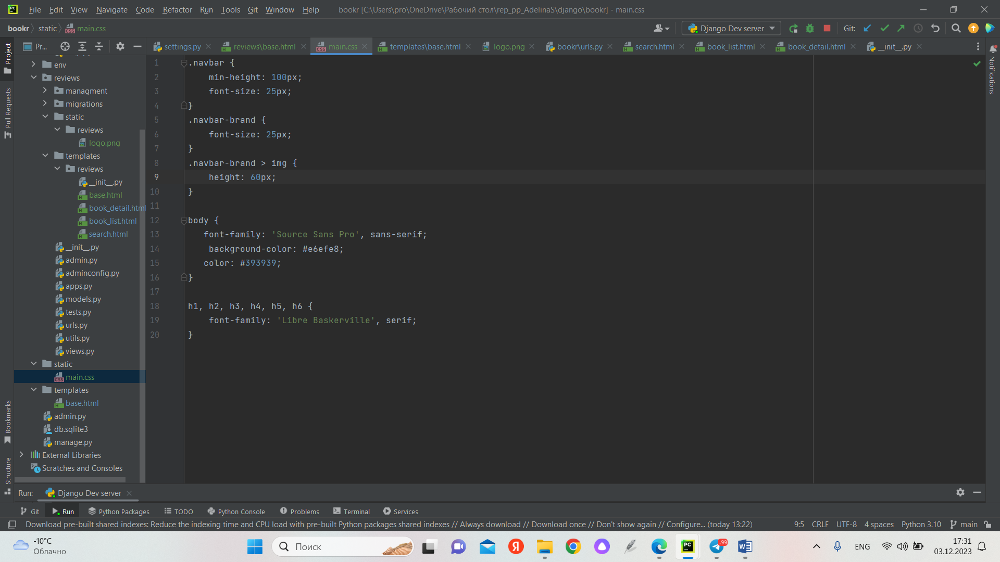 File Edit View Navigate Code Refactor Run Tools Git Window Help bookr [C:\Users\pro\OneDrive\Рабочий стол\rep_pp_AdelinaS\django\bookr] - main.css
bookr static main.css Django Dev server Git:
Pr... settings.py reviews\base.html main.css templates\base.html logo.png bookr\urls.py search.html book_list.html book_detail.html __init__.py
Project
Pull Requests
Bookmarks
Structure
Notifications
env
reviews
managment
migrations
static
reviews
logo.png
templates
reviews
__init__.py
base.html
book_detail.html
book_list.html
search.html
__init__.py
admin.py
adminconfig.py
apps.py
models.py
tests.py
urls.py
utils.py
views.py
static
main.css
templates
base.html
admin.py
db.sqlite3
manage.py
External Libraries
Scratches and Consoles
1 .navbar {
2 min-height: 100px;
3 font-size: 25px;
4 }
5 .navbar-brand {
6 font-size: 25px;
7 }
8 .navbar-brand > img {
9 height: 60px;
10 }
11
12 body {
13 font-family: 'Source Sans Pro', sans-serif;
14 background-color: #e6efe8;
15 color: #393939;
16 }
17
18 h1, h2, h3, h4, h5, h6 {
19 font-family: 'Libre Baskerville', serif;
20 }
Run: Django Dev server
Git Run Python Packages TODO Python Console Problems Terminal Services
Download pre-built shared indexes: Reduce the indexing time and CPU load with pre-built Python packages shared indexes // Always download // Download once // Don't show again // Configure... (today 13:22) 9:5 CRLF UTF-8 4 spaces Python 3.10 main
-10°C
Облачно
Поиск
99
ENG
17:31
03.12.2023